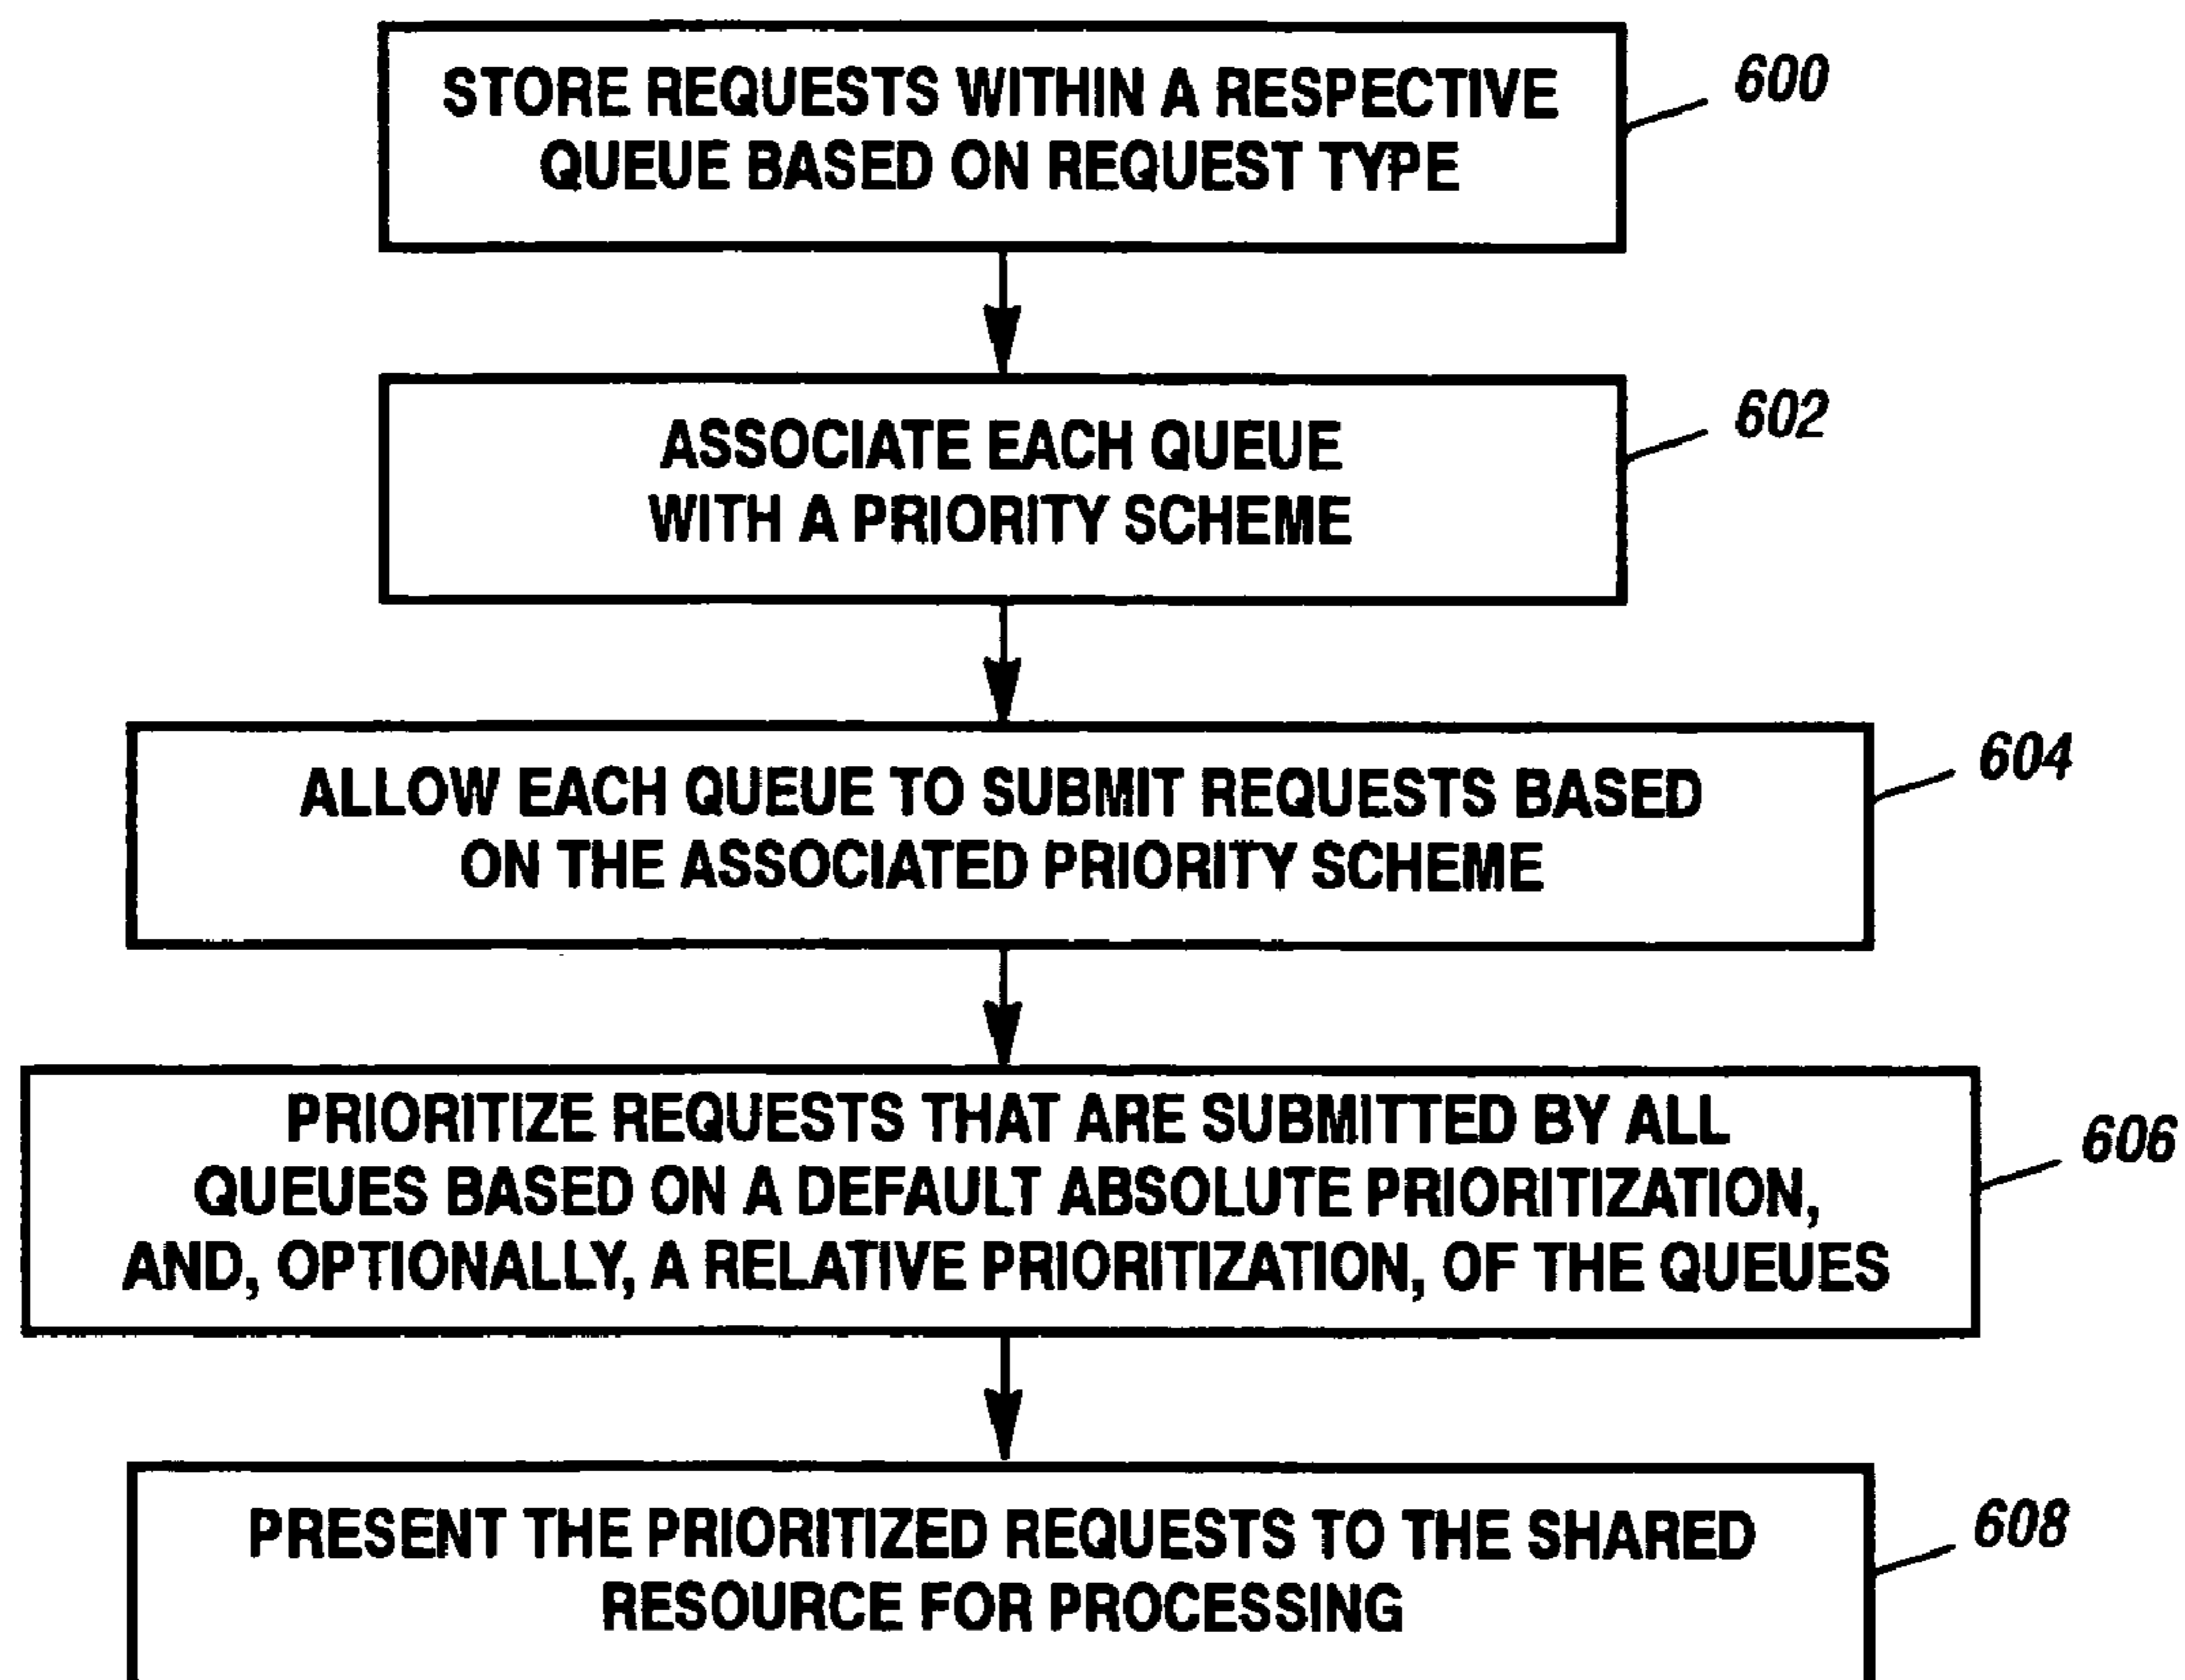 STORE REQUESTS WITHIN A RESPECTIVE
QUEUE BASED ON REQUEST TYPE
600
ASSOCIATE EACH QUEUE
WITH A PRIORITY SCHEME
602
ALLOW EACH QUEUE TO SUBMIT REQUESTS BASED
ON THE ASSOCIATED PRIORITY SCHEME
604
PRIORITIZE REQUESTS THAT ARE SUBMITTED BY ALL
QUEUES BASED ON A DEFAULT ABSOLUTE PRIORITIZATION,
AND, OPTIONALLY, A RELATIVE PRIORITIZATION, OF THE QUEUES
606
PRESENT THE PRIORITIZED REQUESTS TO THE SHARED
RESOURCE FOR PROCESSING
608